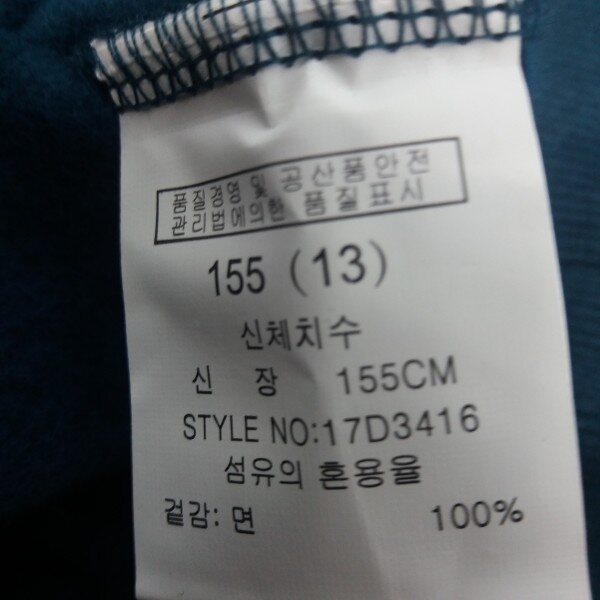 품질경영 및 공산품안전
관리법에의한 품질표시
155 (13)
신체치수
신 장 155CM
STYLE NO:17D3416
섬유의 혼용율
겉감: 면 100%